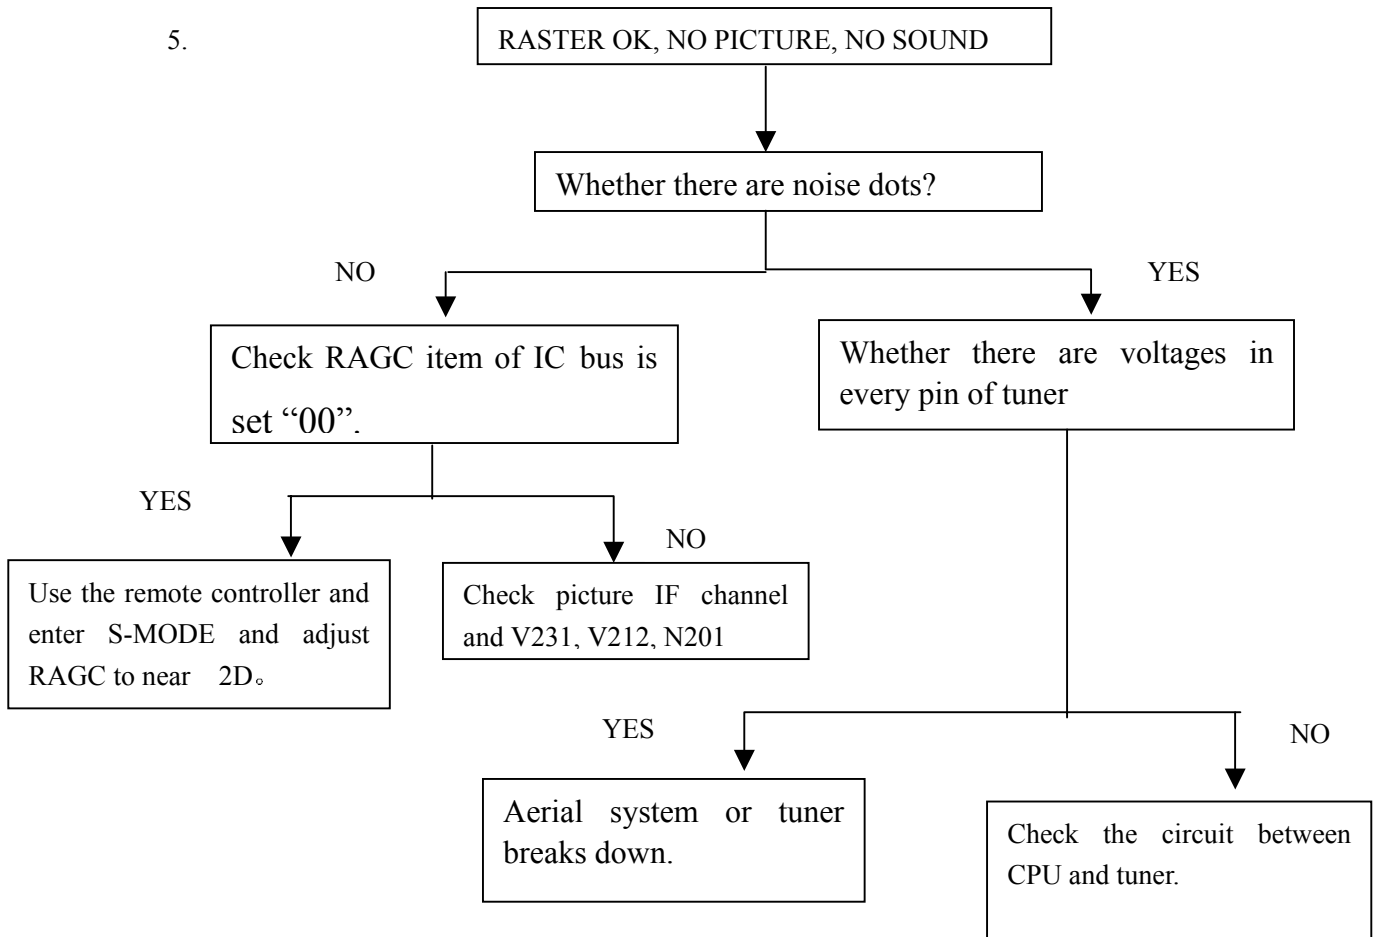 5.
RASTER OK, NO PICTURE, NO SOUND
Whether there are noise dots?
NO
YES
Check RAGC item of IC bus is
set “00”.
Whether there are voltages in
every pin of tuner
YES
NO
Use the remote controller and
enter S-MODE and adjust
RAGC to near 2D。
Check picture IF channel
and V231, V212, N201
YES
NO
Aerial system or tuner
breaks down.
Check the circuit between
CPU and tuner.